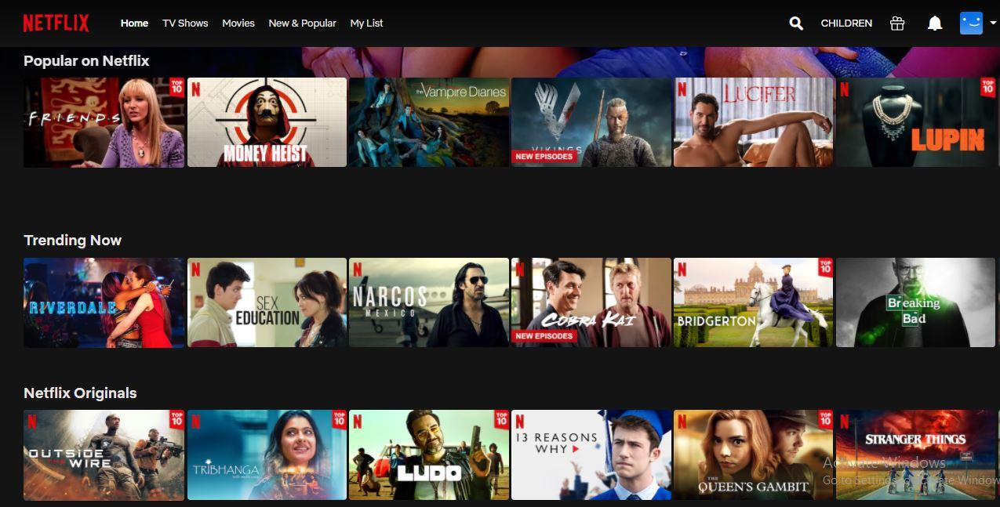 NETFLIX
Home TV Shows Movies New & Popular My List
CHILDREN
Popular on Netflix
FRIENDS
TOP
10
N
MONEY HEIST
the Vampire Diaries
VIKINGS
NEW EPISODES
N
LUCIFER
N
TOP
10
LUPIN
Trending Now
RIVERDALE
N
SEX
EDUCATION
N
NARCOS
MEXICO
N
COBRA KAI
NEW EPISODES
N
TOP
10
BRIDGERTON
Breaking
Bad
Netflix Originals
N
TOP
10
OUTSIDE
THE WIRE
N
TOP
10
TRIBHANGA
N
TOP
10
LUDO
N
13 REASONS
WHY
N
TOP
10
THE
QUEEN'S GAMBIT
N
STRANGER THINGS
Activate Windows
Go to Settings to activate Window